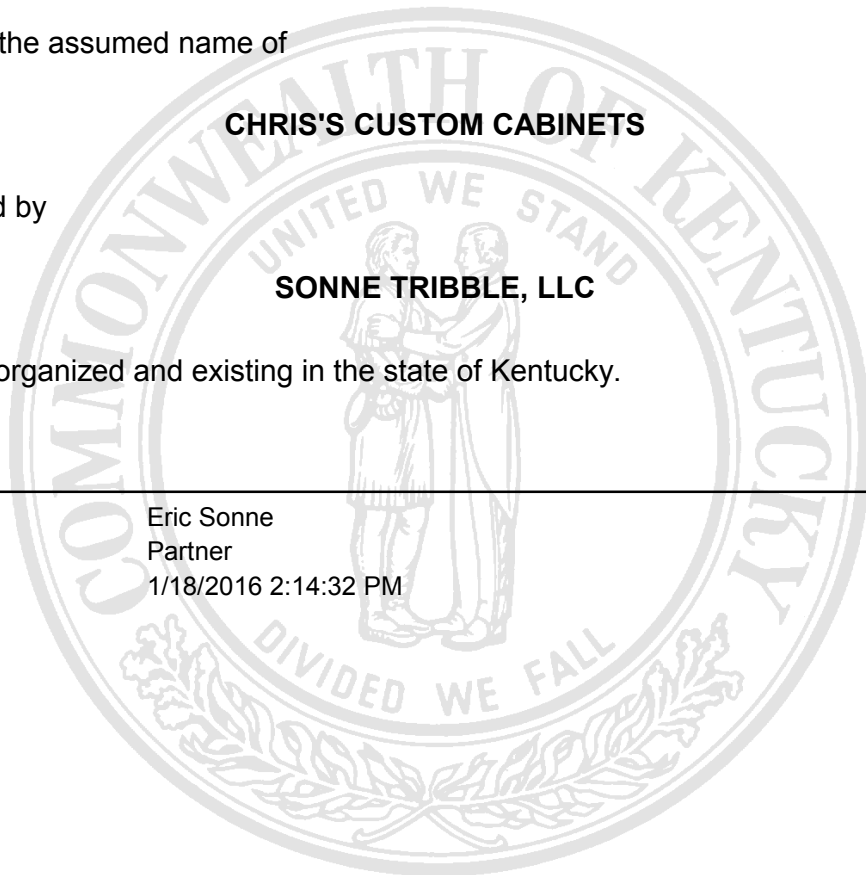 the assumed name of
CHRIS'S CUSTOM CABINETS
d by
SONNE TRIBBLE, LLC
organized and existing in the state of Kentucky.
Eric Sonne
Partner
1/18/2016 2:14:32 PM
COMMONWEALTH OF KENTUCKY
UNITED WE STAND
DIVIDED WE FALL